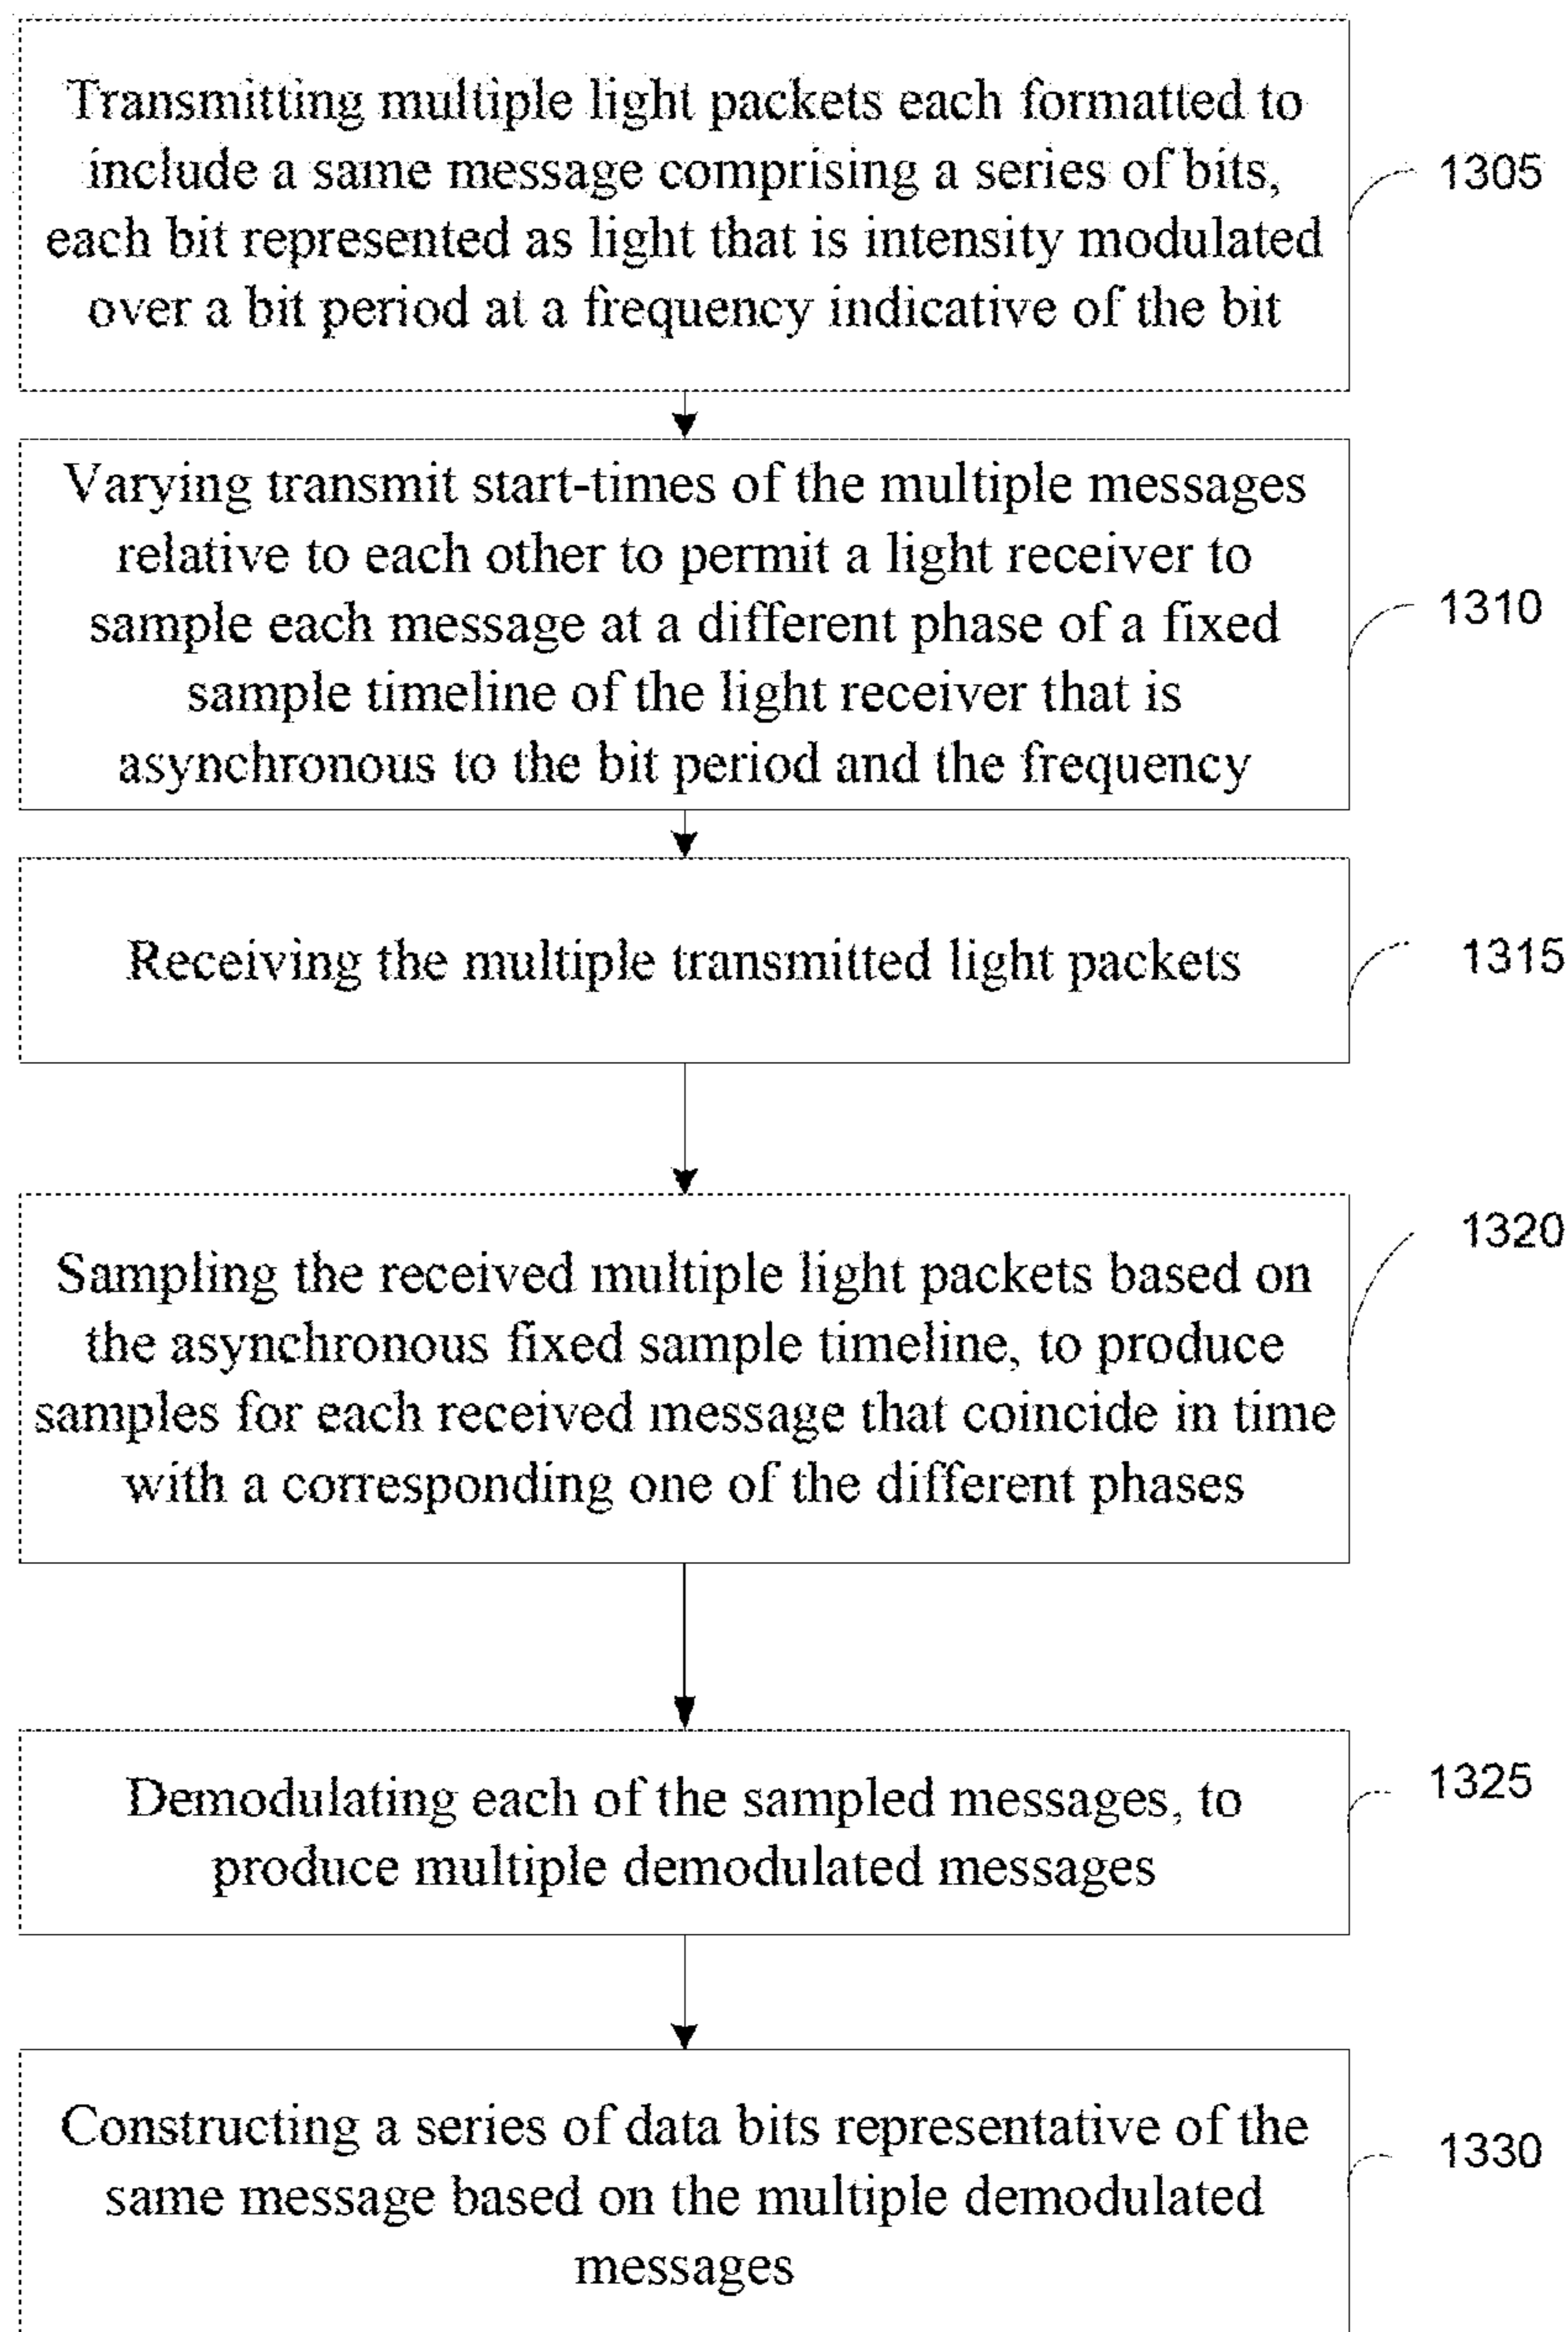 Transmitting multiple light packets each formatted to
include a same message comprising a series of bits,
each bit represented as light that is intensity modulated
over a bit period at a frequency indicative of the bit
1305
Varying transmit start-times of the multiple messages
relative to each other to permit a light receiver to
sample each message at a different phase of a fixed
sample timeline of the light receiver that is
asynchronous to the bit period and the frequency
1310
Receiving the multiple transmitted light packets
1315
Sampling the received multiple light packets based on
the asynchronous fixed sample timeline, to produce
samples for each received message that coincide in time
with a corresponding one of the different phases
1320
Demodulating each of the sampled messages, to
produce multiple demodulated messages
1325
Constructing a series of data bits representative of the
same message based on the multiple demodulated
messages
1330